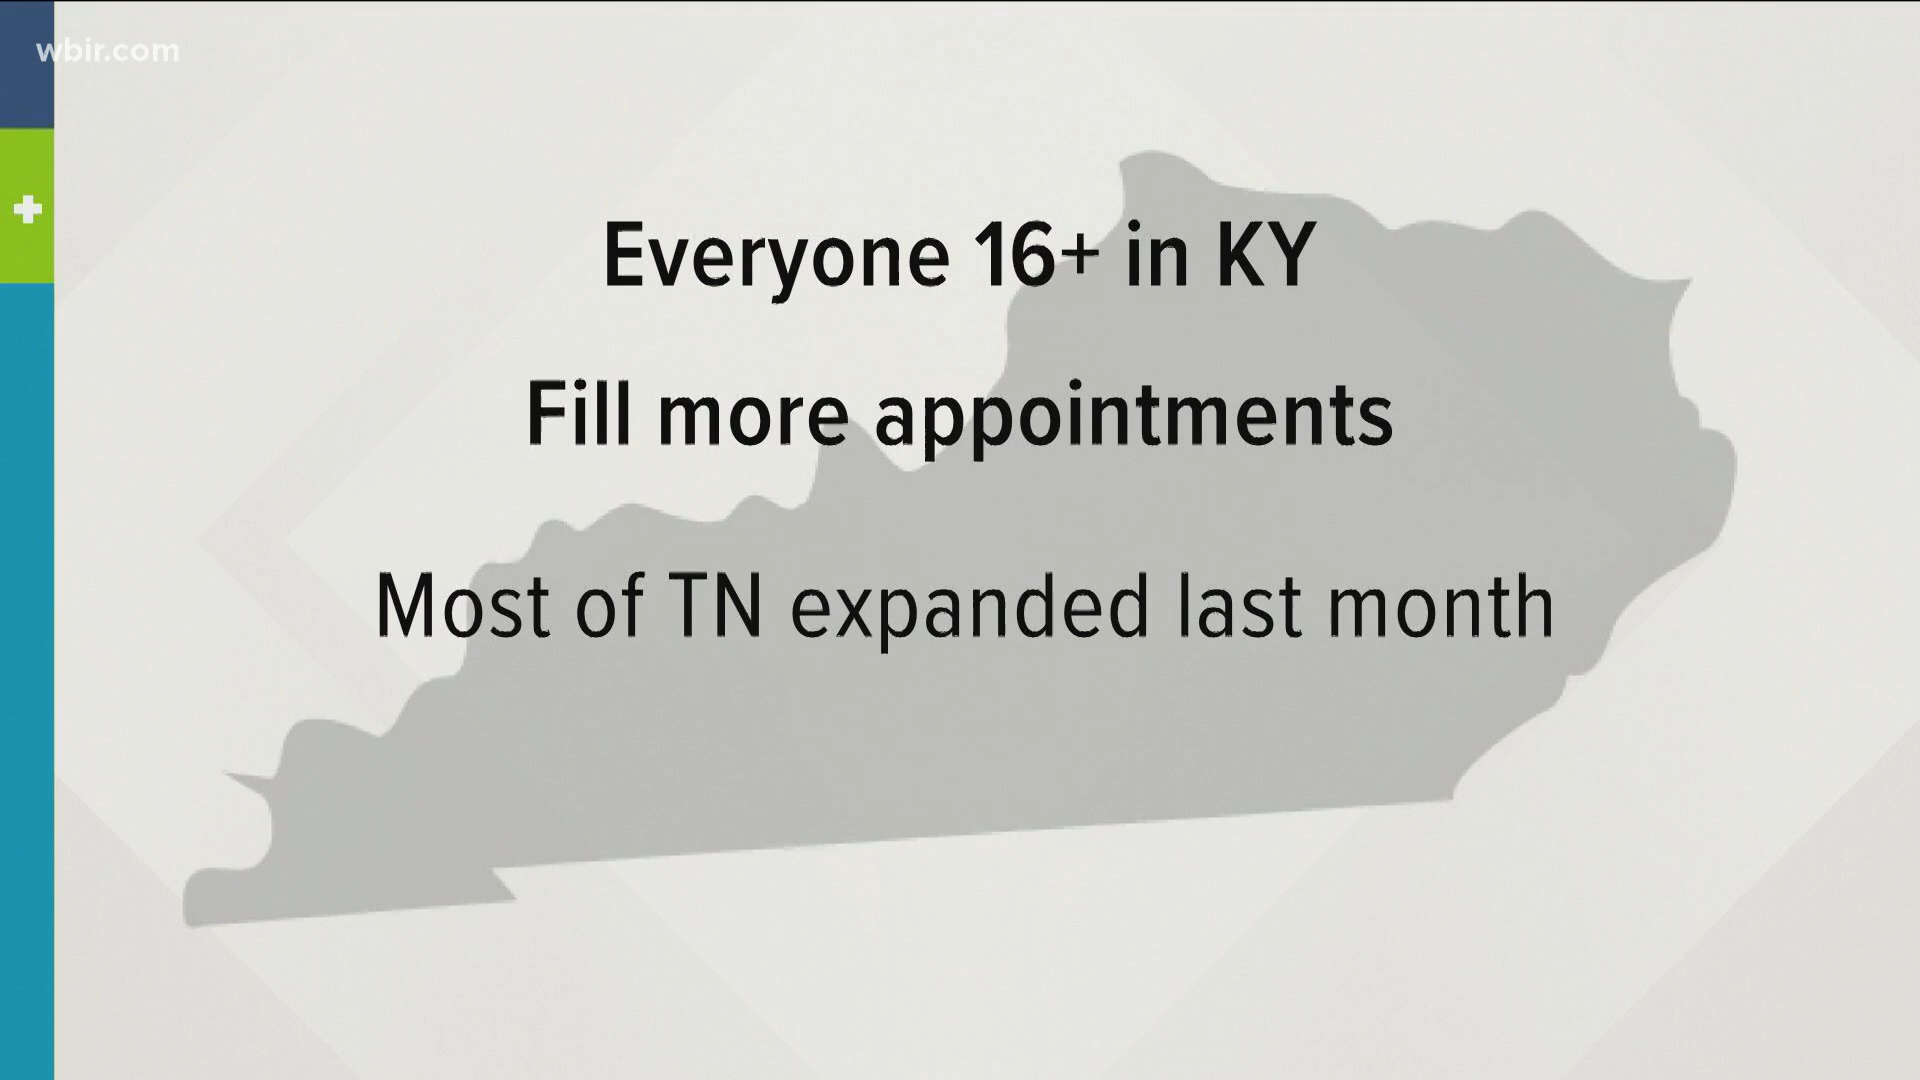 wbir.com
Everyone 16+ in KY
Fill more appointments
Most of TN expanded last month